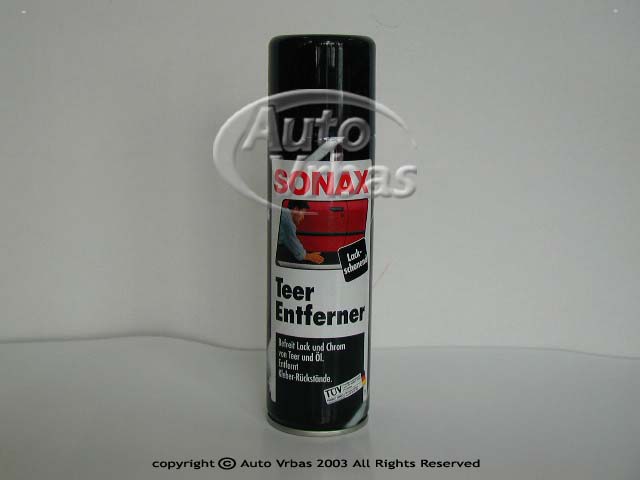 Auto
Vrbas
SONAX
Lack-
schonend
Teer
Entferner
Befreit Lack und Chrom
von Teer und Öl.
Entfernt
Kleber-Rückstände.
TÜV
copyright © Auto Vrbas 2003 All Rights Reserved